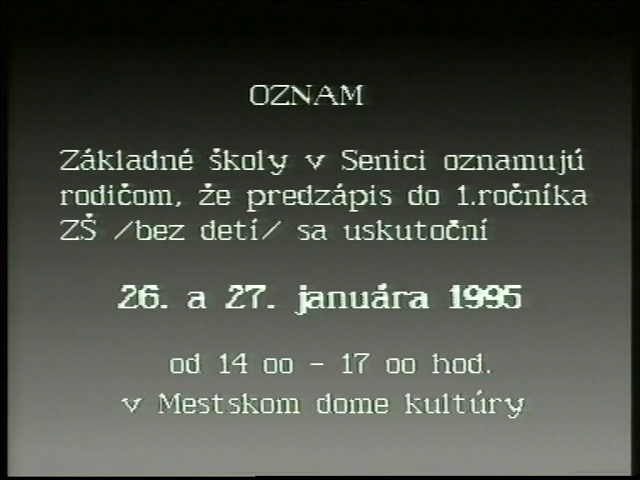 OZNAM
Základné školy v Senici oznamujú
rodičom, že predzápis do 1.ročníka
ZŠ /bez detí/ sa uskutoční
26. a 27. januára 1995
od 14 oo - 17 oo hod.
v Mestskom dome kultúry